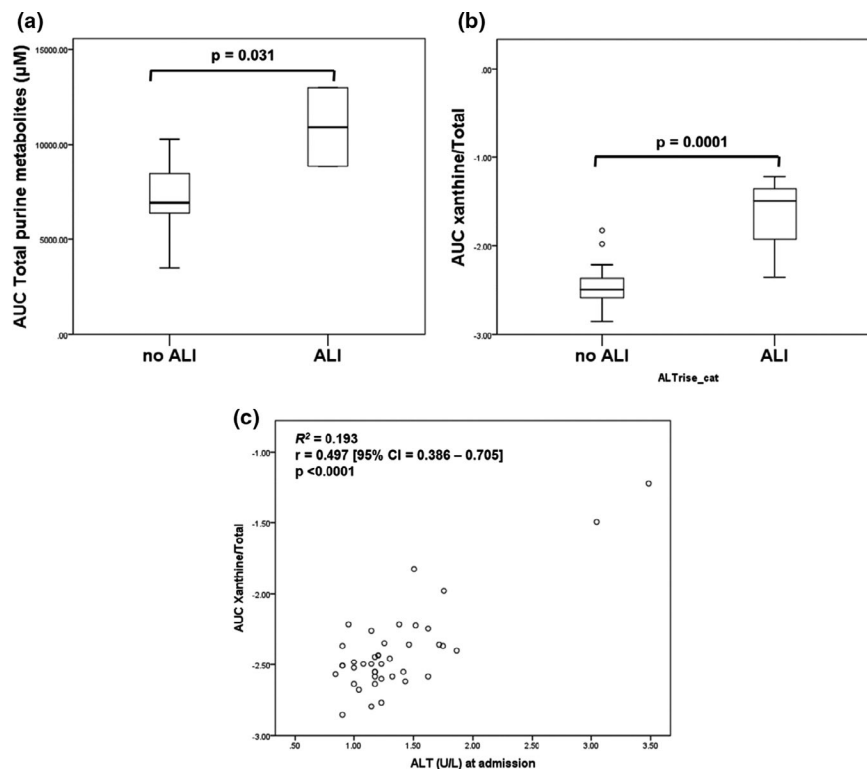 (a)
AUC Total purine metabolites (µM)
15000.00
10000.00
5000.00
.00
p = 0.031
no ALI
ALI
(b)
AUC xanthine/Total
.00
-1.00
-2.00
-3.00
p = 0.0001
no ALI
ALI
ALTrise_cat
(c)
R² = 0.193
r = 0.497 [95% CI = 0.386 – 0.705]
p <0.0001
AUC Xanthine/Total
-1.00
-1.50
-2.00
-2.50
-3.00
.50
1.00
1.50
2.00
2.50
3.00
3.50
ALT (U/L) at admission